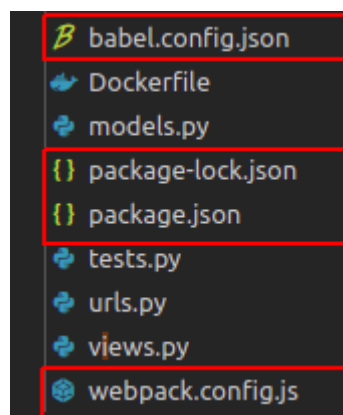 babel.config.json
Dockerfile
models.py
package-lock.json
package.json
tests.py
urls.py
views.py
webpack.config.js